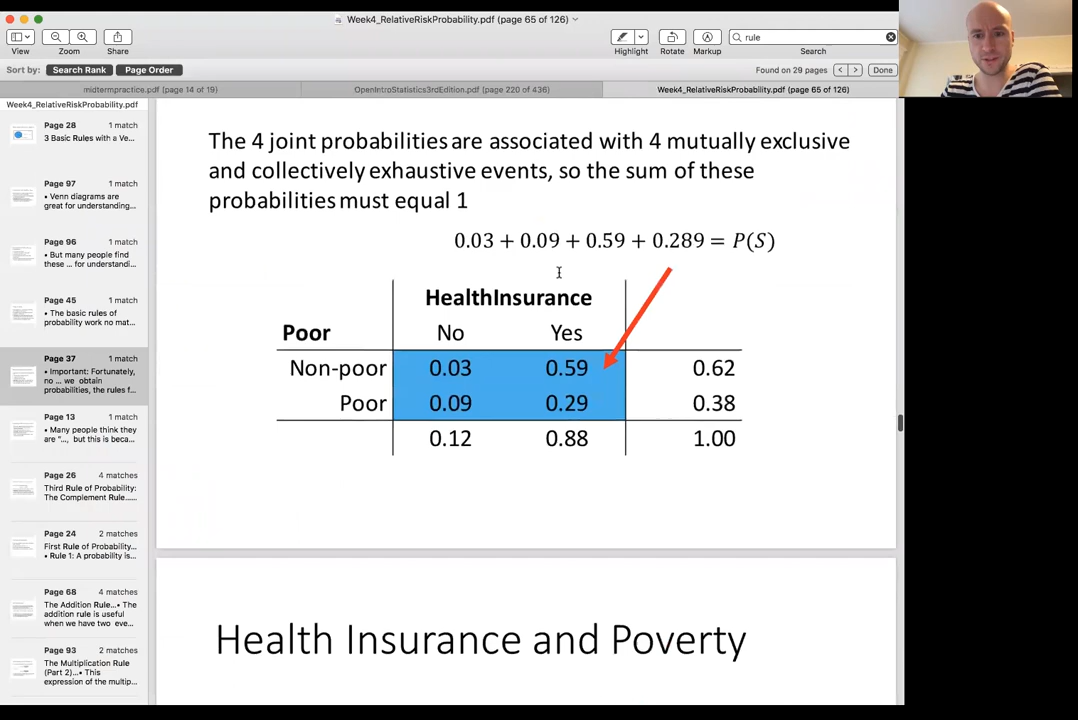 Week4_RelativeRiskProbability.pdf (page 65 of 126)
View
Zoom
Share
Highlight
Rotate
Markup
rule
Search
Sort by:
Search Rank
Page Order
Found on 29 pages
Done
midtermpractice.pdf (page 14 of 19)
OpenIntroStatistics3rdEdition.pdf (page 220 of 436)
Week4_RelativeRiskProbability.pdf (page 65 of 126)
Week4_RelativeRiskProbability.pdf
Page 28 1 match
3 Basic Rules with a Ve...
Page 97 1 match
• Venn diagrams are
great for understanding...
Page 96 1 match
• But many people find
these ... for understandi...
Page 45 1 match
• The basic rules of
probability work no mat...
Page 37 1 match
• Important: Fortunately,
no ... we obtain
probabilities, the rules f...
Page 13 1 match
• Many people think they
are “..., but this is beca...
Page 26 4 matches
Third Rule of Probability:
The Complement Rule......
Page 24 2 matches
First Rule of Probability...
• Rule 1: A probability is...
Page 68 4 matches
The Addition Rule...• The
addition rule is useful
when we have two eve...
Page 93 2 matches
The Multiplication Rule
(Part 2)...• This
expression of the multip...
The 4 joint probabilities are associated with 4 mutually exclusive
and collectively exhaustive events, so the sum of these
probabilities must equal 1
0.03 + 0.09 + 0.59 + 0.289 = P(S)
HealthInsurance
Poor No Yes
Non-poor 0.03 0.59 0.62
Poor 0.09 0.29 0.38
0.12 0.88 1.00
Health Insurance and Poverty